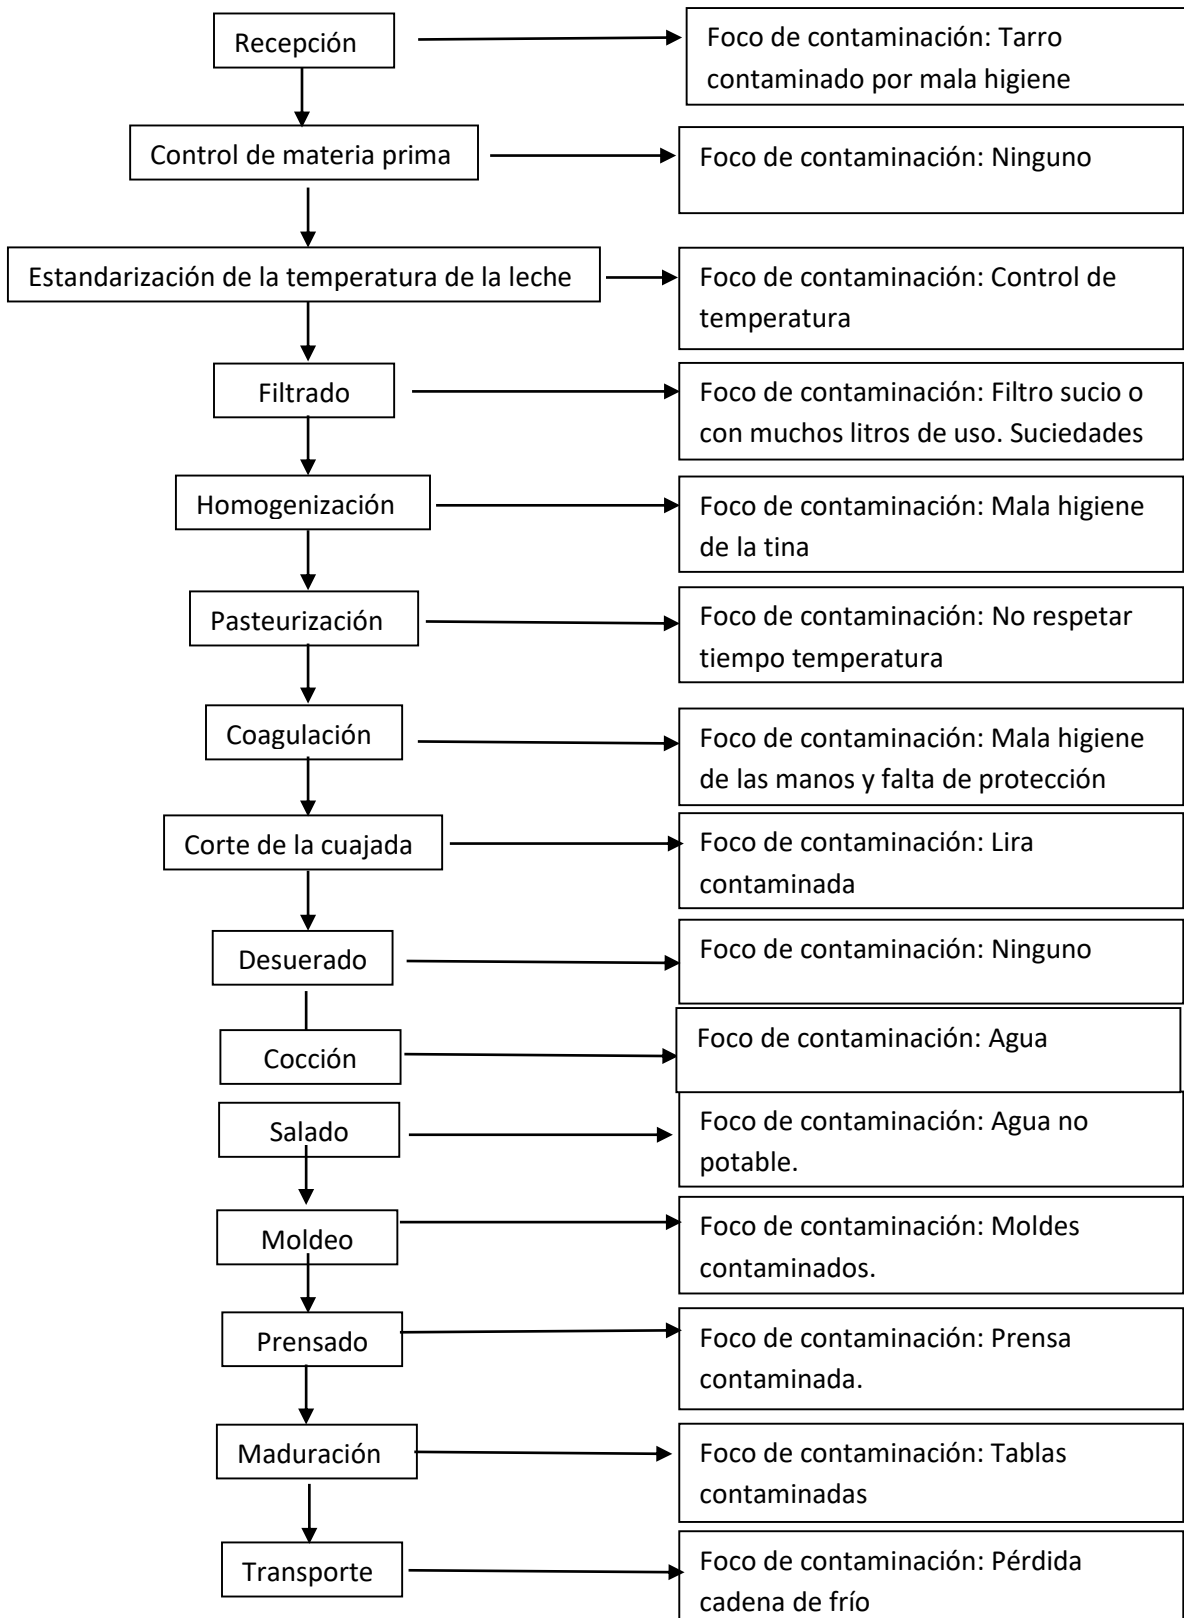 Recepción
Foco de contaminación: Tarro
contaminado por mala higiene
Control de materia prima
Foco de contaminación: Ninguno
Estandarización de la temperatura de la leche
Foco de contaminación: Control de
temperatura
Filtrado
Foco de contaminación: Filtro sucio o
con muchos litros de uso. Suciedades
Homogenización
Foco de contaminación: Mala higiene
de la tina
Pasteurización
Foco de contaminación: No respetar
tiempo temperatura
Coagulación
Foco de contaminación: Mala higiene
de las manos y falta de protección
Corte de la cuajada
Foco de contaminación: Lira
contaminada
Desuerado
Foco de contaminación: Ninguno
Cocción
Foco de contaminación: Agua
Salado
Foco de contaminación: Agua no
potable.
Moldeo
Foco de contaminación: Moldes
contaminados.
Prensado
Foco de contaminación: Prensa
contaminada.
Maduración
Foco de contaminación: Tablas
contaminadas
Transporte
Foco de contaminación: Pérdida
cadena de frío